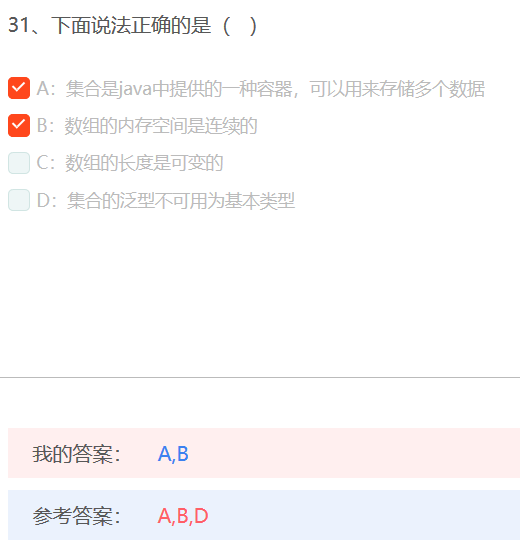 31、下面说法正确的是（　）
A：集合是java中提供的一种容器，可以用来存储多个数据
B：数组的内存空间是连续的
C：数组的长度是可变的
D：集合的泛型不可用为基本类型
我的答案： A,B
参考答案： A,B,D